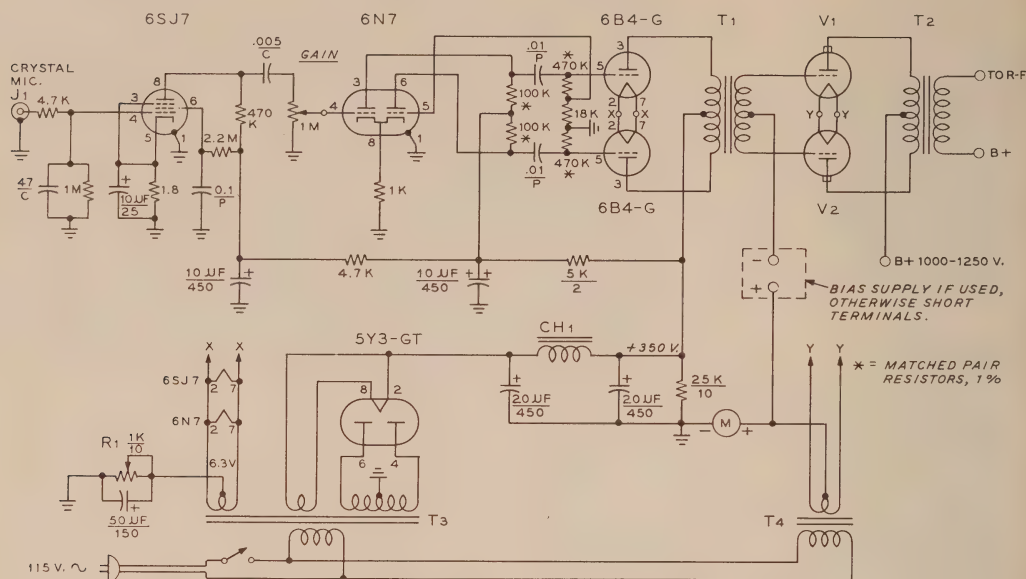 6SJ7
6N7
6B4-G
T1
V1
T2
CRYSTAL
MIC.
J1
4.7K
8
3
4
6
5
1
2.2M
470
K
.005
C
GAIN
1M
3
6
4
5
8
1
1K
.01
P
*
470K
100K
*
100K
*
18K
470K
*
.01
P
3
5
2
7
X
X
2
7
5
3
6B4-G
Y
Y
V2
TO R-F
B+
B+ 1000-1250 V.
47
C
1M
10 UF
25
1.8
0.1
P
10 UF
450
4.7K
10 UF
450
5K
2
-
+
BIAS SUPPLY IF USED,
OTHERWISE SHORT
TERMINALS.
X
X
6SJ7
2
7
6N7
2
7
6.3V
R1
1K
10
50 UF
150
5Y3-GT
8
2
6
4
T3
CH1
+350 V.
20 UF
450
20 UF
450
25K
10
-
M
+
Y
Y
* = MATCHED PAIR
RESISTORS, 1%
T4
115 V. ∿